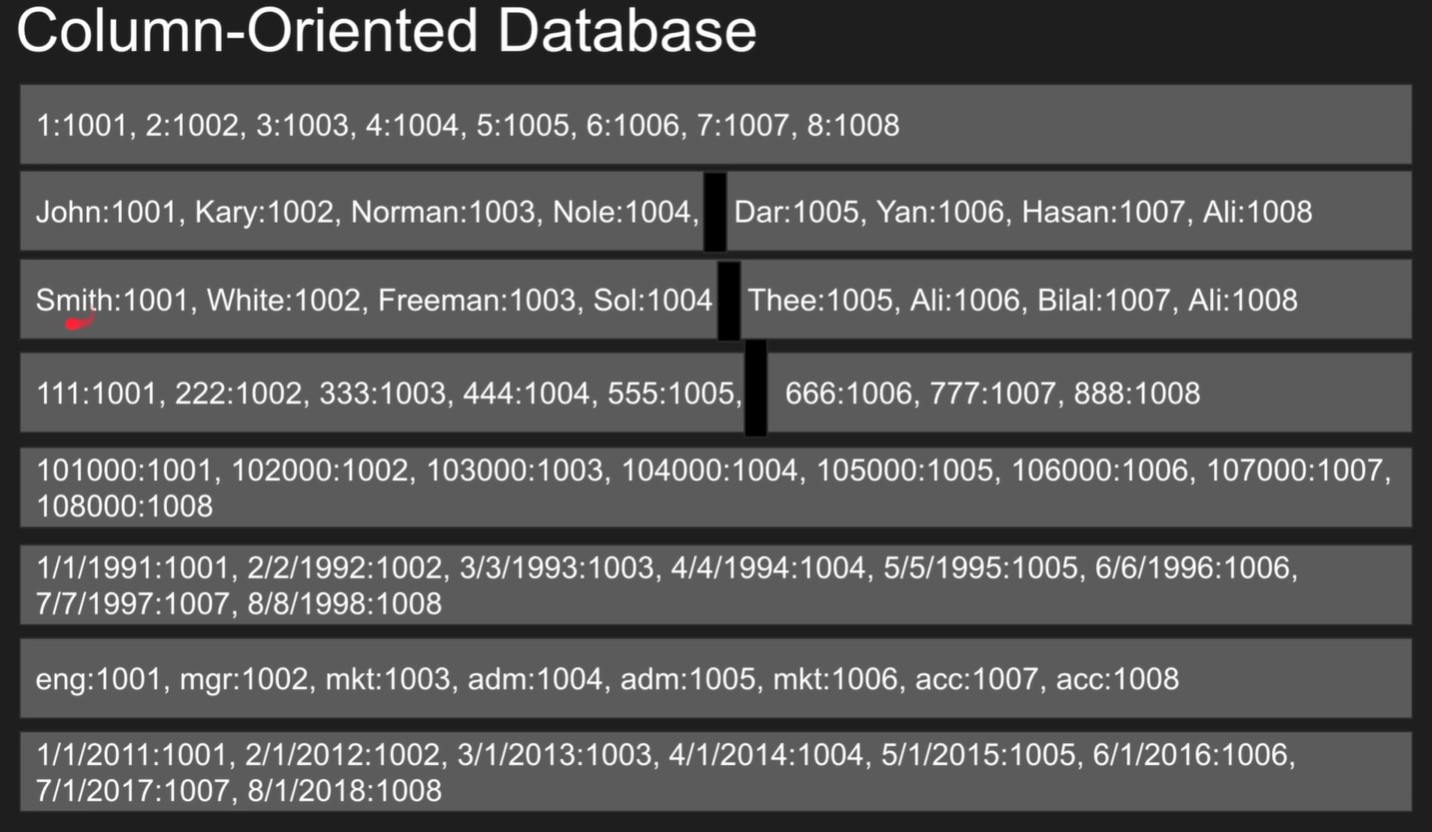 Column-Oriented Database
1:1001, 2:1002, 3:1003, 4:1004, 5:1005, 6:1006, 7:1007, 8:1008
John:1001, Kary:1002, Norman:1003, Nole:1004, Dar:1005, Yan:1006, Hasan:1007, Ali:1008
Smith:1001, White:1002, Freeman:1003, Sol:1004 Thee:1005, Ali:1006, Bilal:1007, Ali:1008
111:1001, 222:1002, 333:1003, 444:1004, 555:1005, 666:1006, 777:1007, 888:1008
101000:1001, 102000:1002, 103000:1003, 104000:1004, 105000:1005, 106000:1006, 107000:1007,
108000:1008
1/1/1991:1001, 2/2/1992:1002, 3/3/1993:1003, 4/4/1994:1004, 5/5/1995:1005, 6/6/1996:1006,
7/7/1997:1007, 8/8/1998:1008
eng:1001, mgr:1002, mkt:1003, adm:1004, adm:1005, mkt:1006, acc:1007, acc:1008
1/1/2011:1001, 2/1/2012:1002, 3/1/2013:1003, 4/1/2014:1004, 5/1/2015:1005, 6/1/2016:1006,
7/1/2017:1007, 8/1/2018:1008